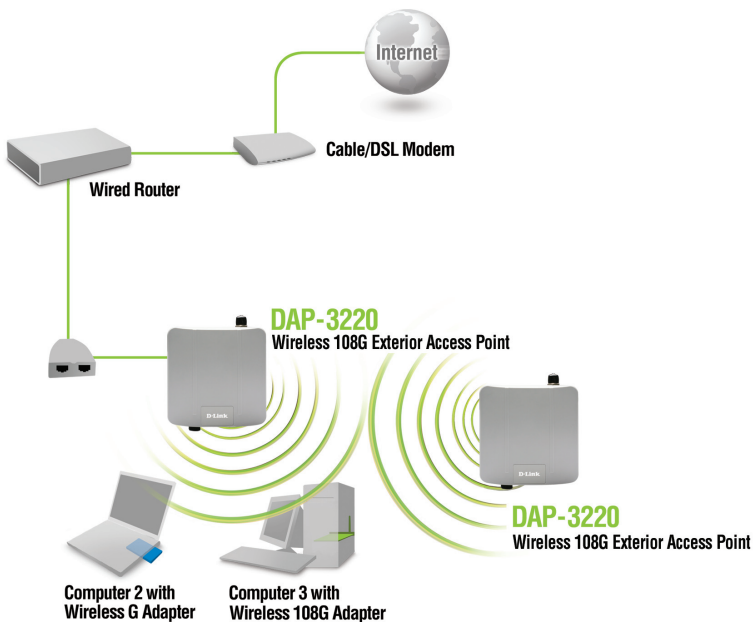 Internet
Cable/DSL Modem
Wired Router
DAP-3220
Wireless 108G Exterior Access Point
D-Link
D-Link
DAP-3220
Wireless 108G Exterior Access Point
Computer 2 with
Wireless G Adapter
Computer 3 with
Wireless 108G Adapter